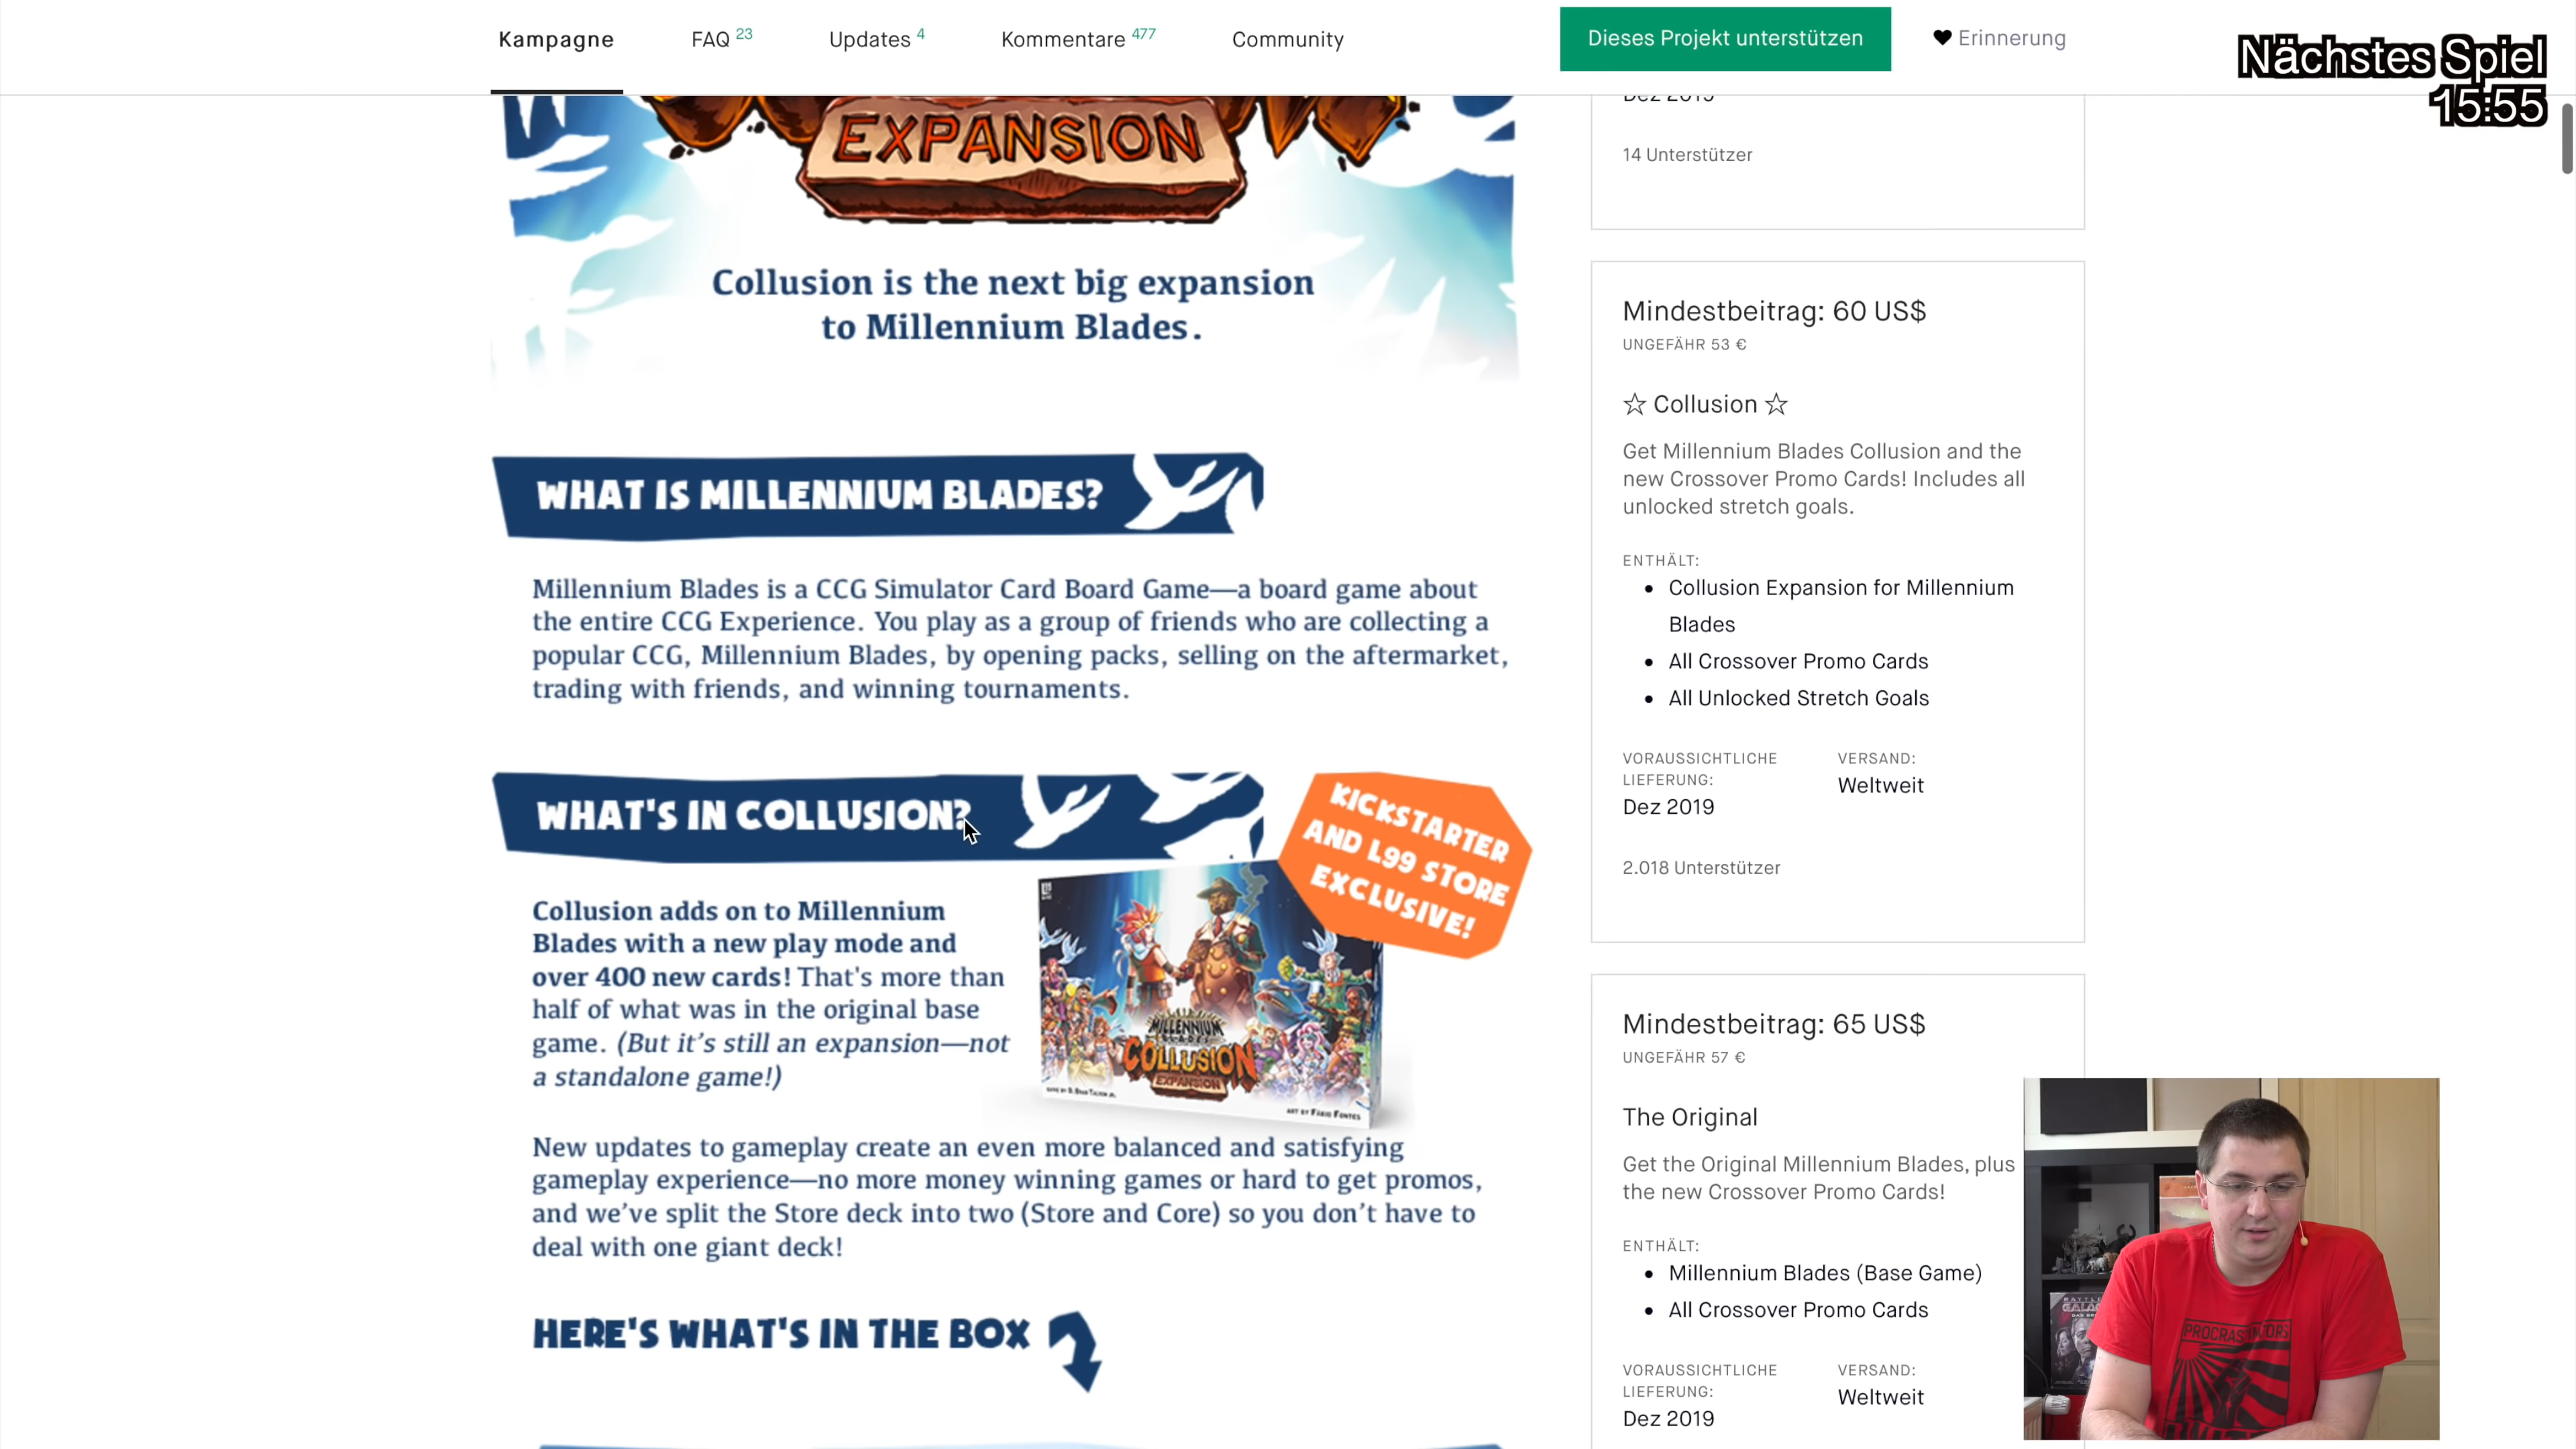 Kampagne
FAQ 23
Updates 4
Kommentare 477
Community
Dieses Projekt unterstützen
Erinnerung
Nächstes Spiel
15:55
EXPANSION
Collusion is the next big expansion
to Millennium Blades.
WHAT IS MILLENNIUM BLADES?
Millennium Blades is a CCG Simulator Card Board Game—a board game about
the entire CCG Experience. You play as a group of friends who are collecting a
popular CCG, Millennium Blades, by opening packs, selling on the aftermarket,
trading with friends, and winning tournaments.
WHAT'S IN COLLUSION?
KICKSTARTER
AND L99 STORE
EXCLUSIVE!
Collusion adds on to Millennium
Blades with a new play mode and
over 400 new cards! That's more than
half of what was in the original base
game. (But it's still an expansion—not
a standalone game!)
MILLENNIUM
BLADES
COLLUSION
EXPANSION
ART BY FÁBIO FONTES
New updates to gameplay create an even more balanced and satisfying
gameplay experience—no more money winning games or hard to get promos,
and we've split the Store deck into two (Store and Core) so you don't have to
deal with one giant deck!
HERE'S WHAT'S IN THE BOX
Dez 2019
14 Unterstützer
Mindestbeitrag: 60 US$
UNGEFÄHR 53 €
☆ Collusion ☆
Get Millennium Blades Collusion and the
new Crossover Promo Cards! Includes all
unlocked stretch goals.
ENTHÄLT:
• Collusion Expansion for Millennium
Blades
• All Crossover Promo Cards
• All Unlocked Stretch Goals
VORAUSSICHTLICHE
LIEFERUNG:
Dez 2019
VERSAND:
Weltweit
2.018 Unterstützer
Mindestbeitrag: 65 US$
UNGEFÄHR 57 €
The Original
Get the Original Millennium Blades, plus
the new Crossover Promo Cards!
ENTHÄLT:
• Millennium Blades (Base Game)
• All Crossover Promo Cards
VORAUSSICHTLICHE
LIEFERUNG:
Dez 2019
VERSAND:
Weltweit